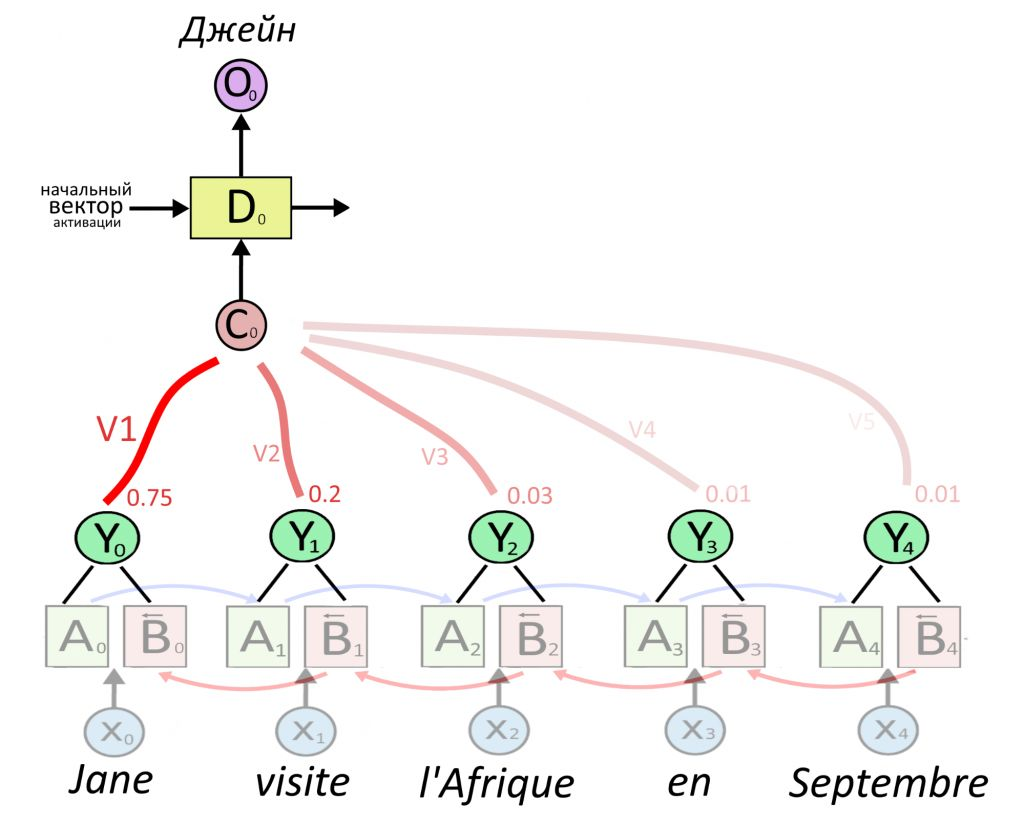 Джейн
O₀
начальный
вектор
активации
D₀
C₀
V1 V2 V3 V4 V5
0.75 0.2 0.03 0.01 0.01
Y₀ Y₁ Y₂ Y₃ Y₄
A₀ B₀ A₁ B₁ A₂ B₂ A₃ B₃ A₄ B₄
x₀ x₁ x₂ x₃ x₄
Jane visite l'Afrique en Septembre